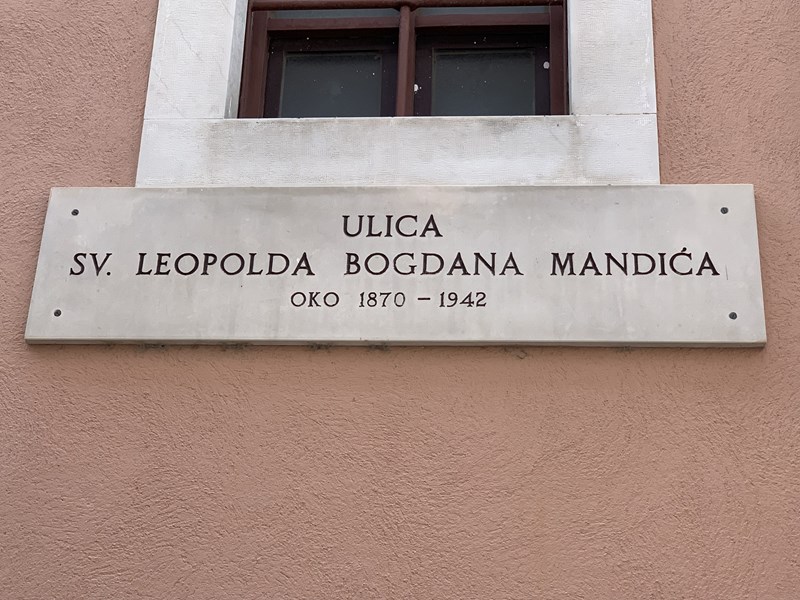 ULICA
SV. LEOPOLDA BOGDANA MANDIĆA
OKO 1870 – 1942